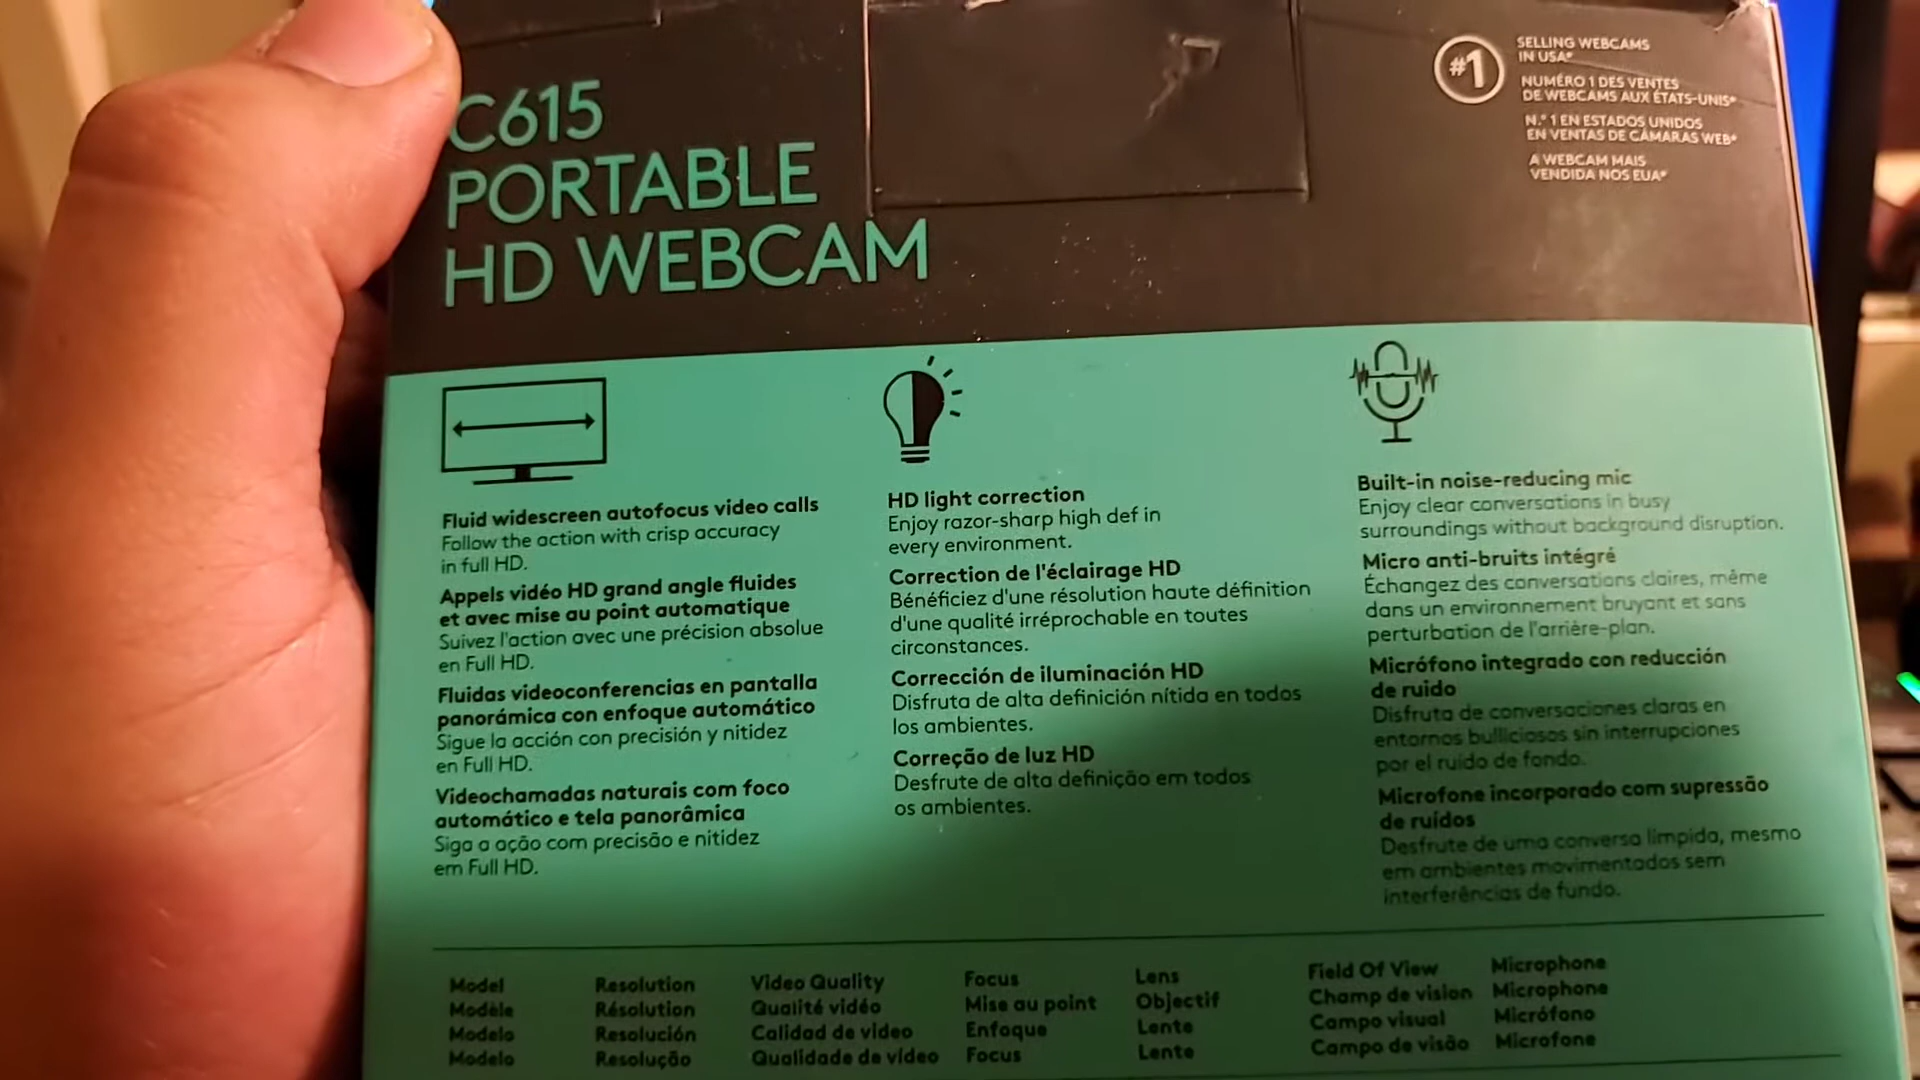 C615
PORTABLE
HD WEBCAM
#1
SELLING WEBCAMS
IN USA*
NUMÉRO 1 DES VENTES
DE WEBCAMS AUX ÉTATS-UNIS*
N.º 1 EN ESTADOS UNIDOS
EN VENTAS DE CÁMARAS WEB*
A WEBCAM MAIS
VENDIDA NOS EUA*
Fluid widescreen autofocus video calls
Follow the action with crisp accuracy
in full HD.
Appels vidéo HD grand angle fluides
et avec mise au point automatique
Suivez l'action avec une précision absolue
en Full HD.
Fluidas videoconferencias en pantalla
panorámica con enfoque automático
Sigue la acción con precisión y nitidez
en Full HD.
Videochamadas naturais com foco
automático e tela panorâmica
Siga a ação com precisão e nitidez
em Full HD.
HD light correction
Enjoy razor-sharp high def in
every environment.
Correction de l'éclairage HD
Bénéficiez d'une résolution haute définition
d'une qualité irréprochable en toutes
circonstances.
Corrección de iluminación HD
Disfruta de alta definición nítida en todos
los ambientes.
Correção de luz HD
Desfrute de alta definição em todos
os ambientes.
Built-in noise-reducing mic
Enjoy clear conversations in busy
surroundings without background disruption.
Micro anti-bruits intégré
Échangez des conversations claires, même
dans un environnement bruyant et sans
perturbation de l'arrière-plan.
Micrófono integrado con reducción
de ruido
Disfruta de conversaciones claras en
entornos bulliciosos sin interrupciones
por el ruido de fondo.
Microfone incorporado com supressão
de ruídos
Desfrute de uma conversa límpida, mesmo
em ambientes movimentados sem
interferências de fundo.
Model Resolution Video Quality Focus Lens Field Of View Microphone
Modèle Résolution Qualité vidéo Mise au point Objectif Champ de vision Microphone
Modelo Resolución Calidad de video Enfoque Lente Campo visual Micrófono
Modelo Resolução Qualidade de vídeo Focus Lente Campo de visão Microfone